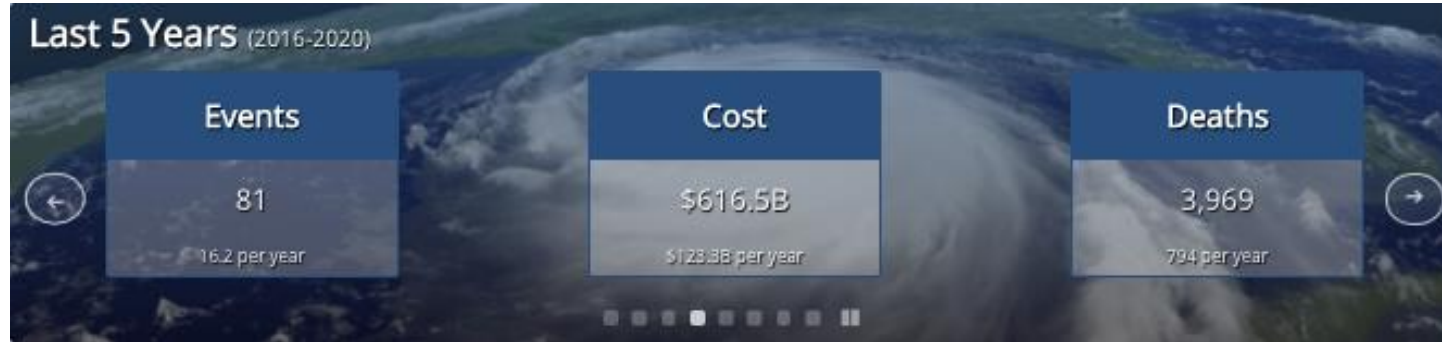 Last 5 Years (2016-2020)
Events
81
16.2 per year
Cost
$616.5B
$123.3B per year
Deaths
3,969
794 per year